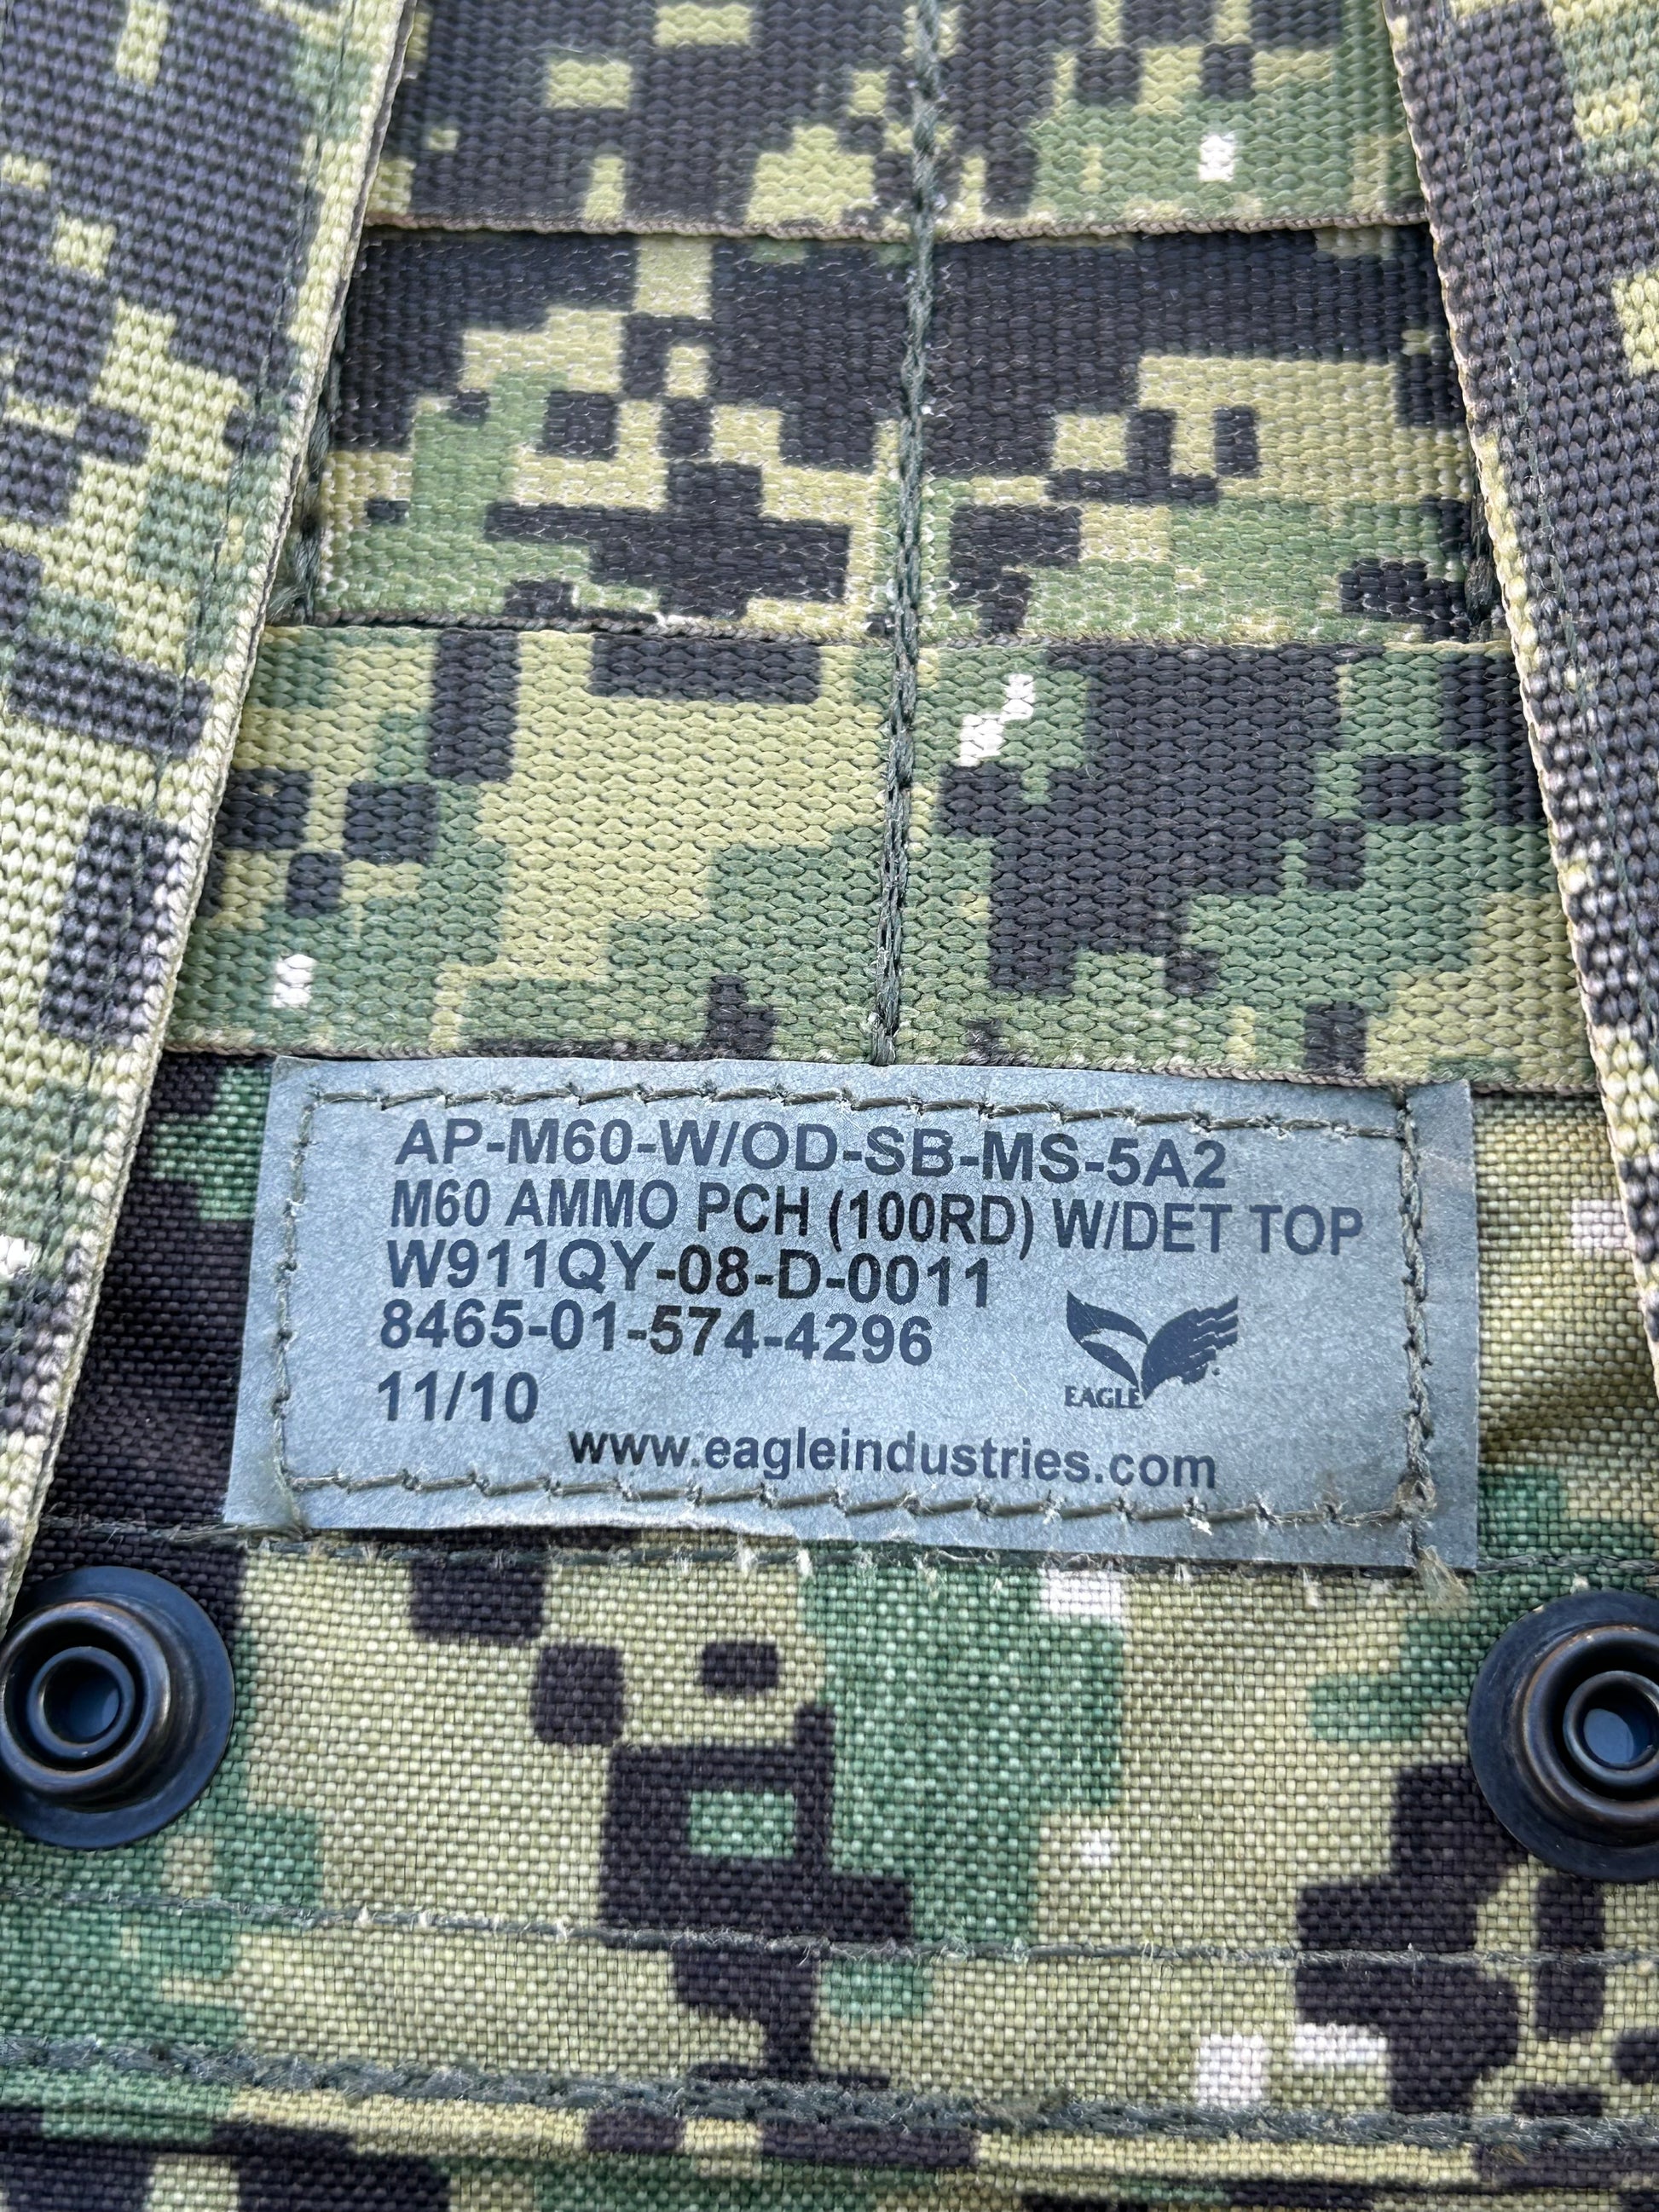 AP-M60-W/OD-SB-MS-5A2
M60 AMMO PCH (100RD) W/DET TOP
W911QY-08-D-0011
8465-01-574-4296
11/10
EAGLE
www.eagleindustries.com